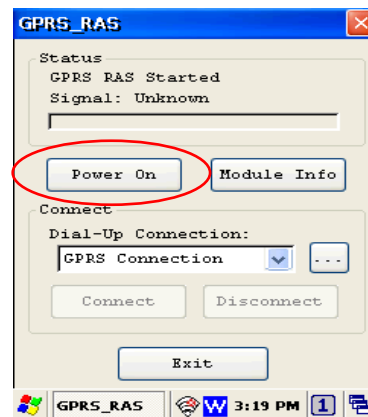 GPRS_RAS
Status
GPRS RAS Started
Signal: Unknown
Power On Module Info
Connect
Dial-Up Connection:
GPRS Connection ...
Connect Disconnect
Exit
GPRS_RAS W 3:19 PM 1